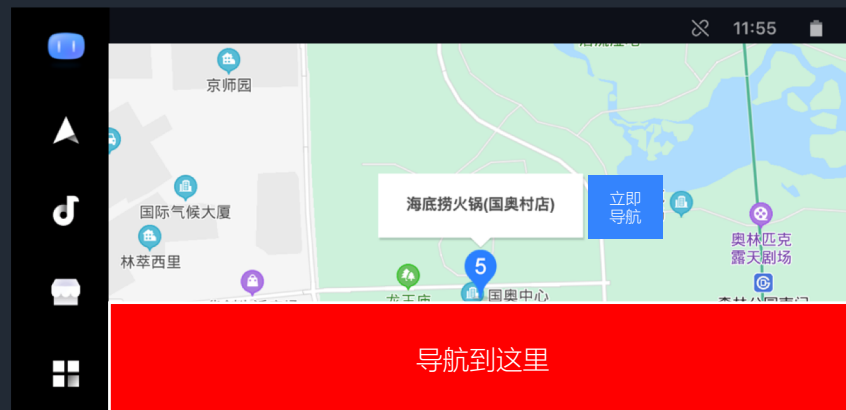 11:55
京师园
国际气候大厦
海底捞火锅(国奥村店)
立即
导航
林萃西里
奥林匹克
露天剧场
5
龙王庙
国奥中心
导航到这里